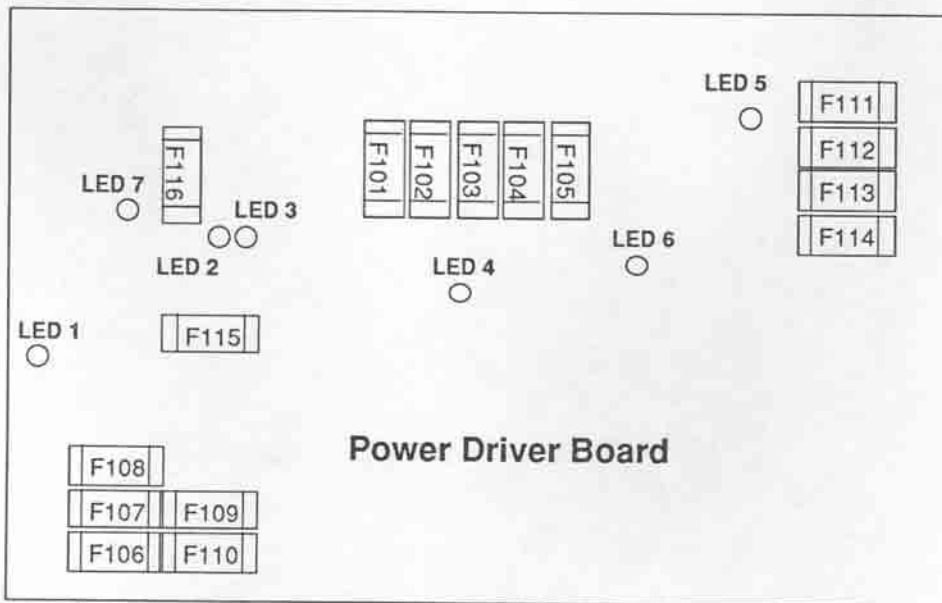 LED 5
F111
F112
F113
F114
F116
LED 7
LED 3
LED 2
F101
F102
F103
F104
F105
LED 4
LED 6
LED 1
F115
Power Driver Board
F108
F107
F109
F106
F110